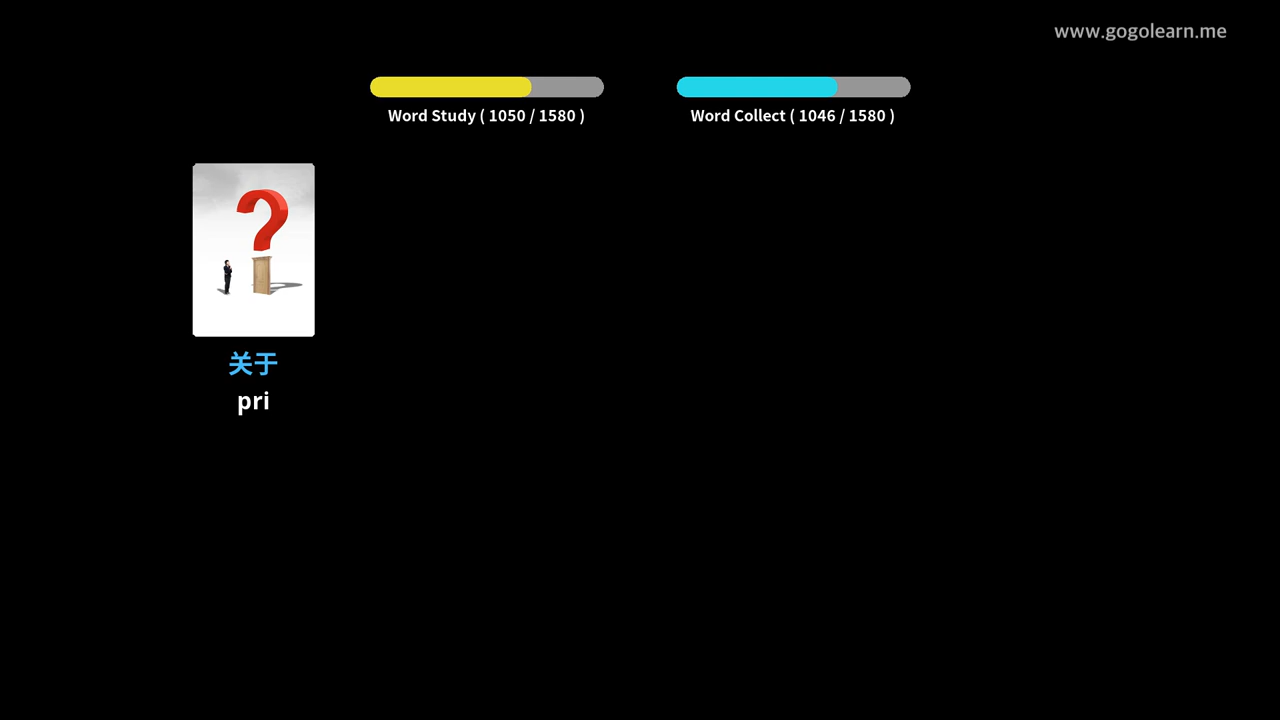 www.gogolearn.me
Word Study ( 1050 / 1580 )
Word Collect ( 1046 / 1580 )
?
关于
pri